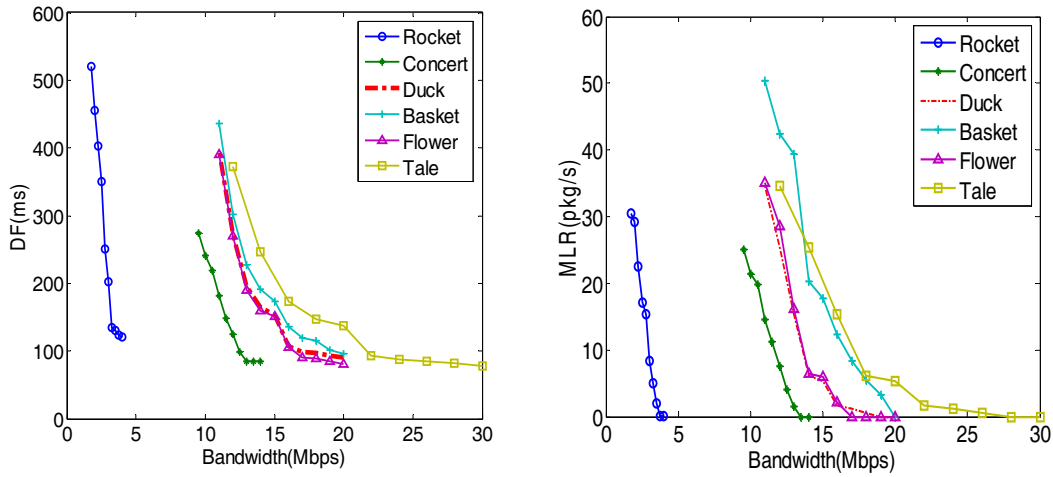 600
500
400
300
200
100
0
DF(ms)
0 5 10 15 20 25 30
Bandwidth(Mbps)
Rocket
Concert
Duck
Basket
Flower
Tale
60
50
40
30
20
10
0
MLR(pkg/s)
0 5 10 15 20 25 30
Bandwidth(Mbps)
Rocket
Concert
Duck
Basket
Flower
Tale